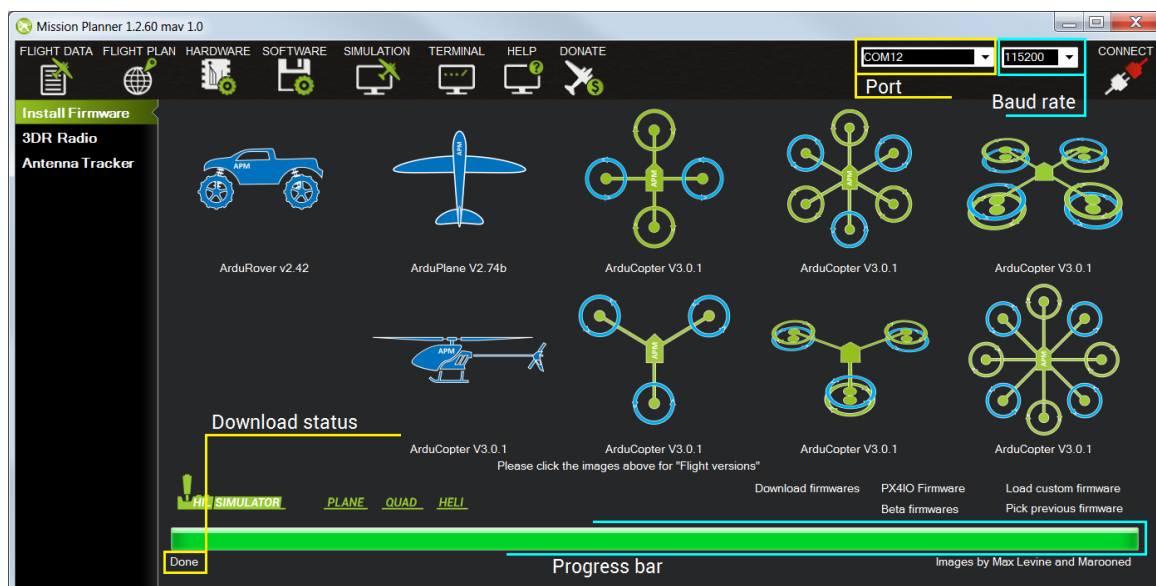 Mission Planner 1.2.60 mav 1.0
FLIGHT DATA FLIGHT PLAN HARDWARE SOFTWARE SIMULATION TERMINAL HELP DONATE
COM12 115200 CONNECT
Port
Baud rate
Install Firmware
3DR Radio
Antenna Tracker
APM
APM
APM
APM
ArduRover v2.42 ArduPlane V2.74b ArduCopter V3.0.1 ArduCopter V3.0.1 ArduCopter V3.0.1
APM
APM
APM
Download status
ArduCopter V3.0.1 ArduCopter V3.0.1 ArduCopter V3.0.1 ArduCopter V3.0.1
Please click the images above for "Flight versions"
Download firmwares PX4IO Firmware Load custom firmware
HIL SIMULATOR PLANE QUAD HELI
Beta firmwares Pick previous firmware
Done
Progress bar
Images by Max Levine and Marooned